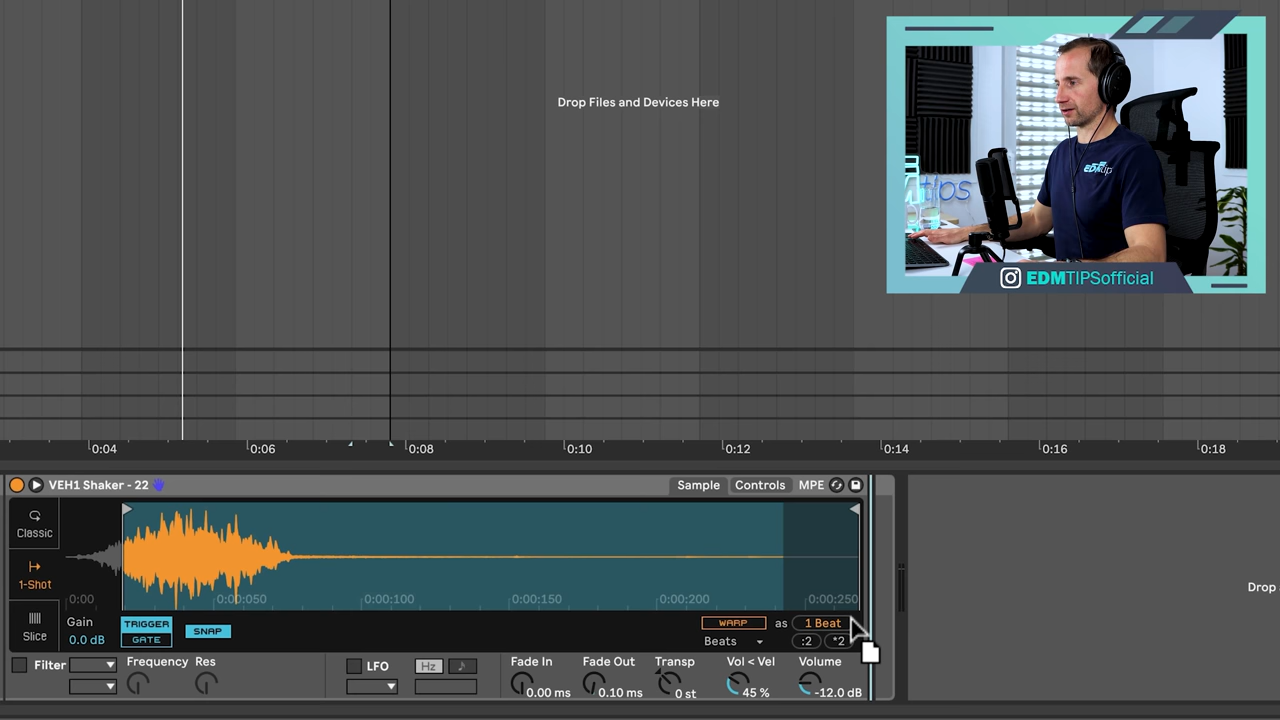 Drop Files and Devices Here
tips
EDMtip
EDMTIPSofficial
0:04
0:06
0:08
0:10
0:12
0:14
0:16
0:18
VEH1 Shaker - 22
Sample
Controls
MPE
Classic
1-Shot
Slice
0:00
0:00:050
0:00:100
0:00:150
0:00:200
0:00:250
Gain
0.0 dB
TRIGGER
GATE
SNAP
WARP
as
1 Beat
Beats
:2
*2
Drop
Filter
Frequency
Res
LFO
Hz
Fade In
0.00 ms
Fade Out
0.10 ms
Transp
0 st
Vol < Vel
45 %
Volume
-12.0 dB